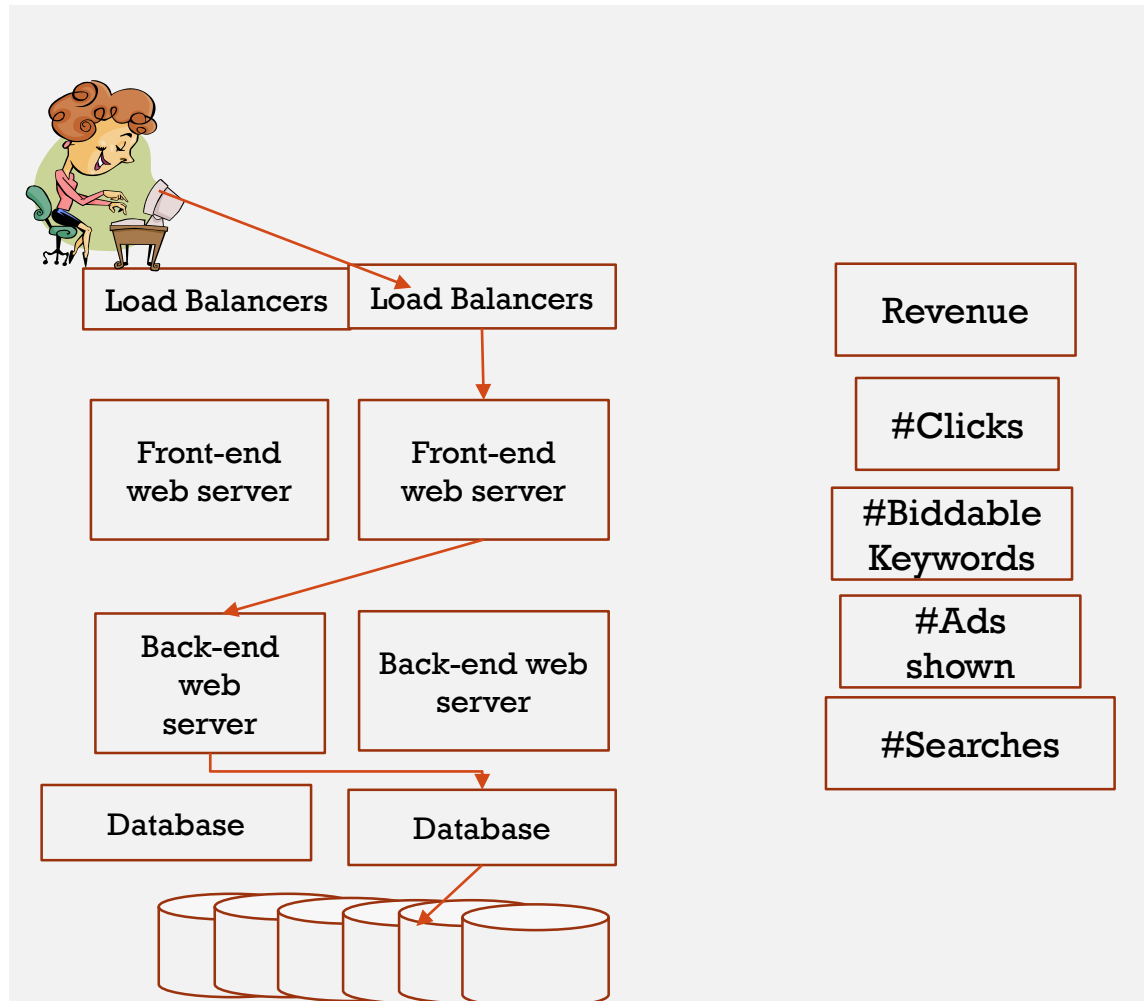 Load Balancers
Load Balancers
Front-end
web server
Front-end
web server
Back-end
web
server
Back-end web
server
Database
Database
Revenue
#Clicks
#Biddable
Keywords
#Ads
shown
#Searches